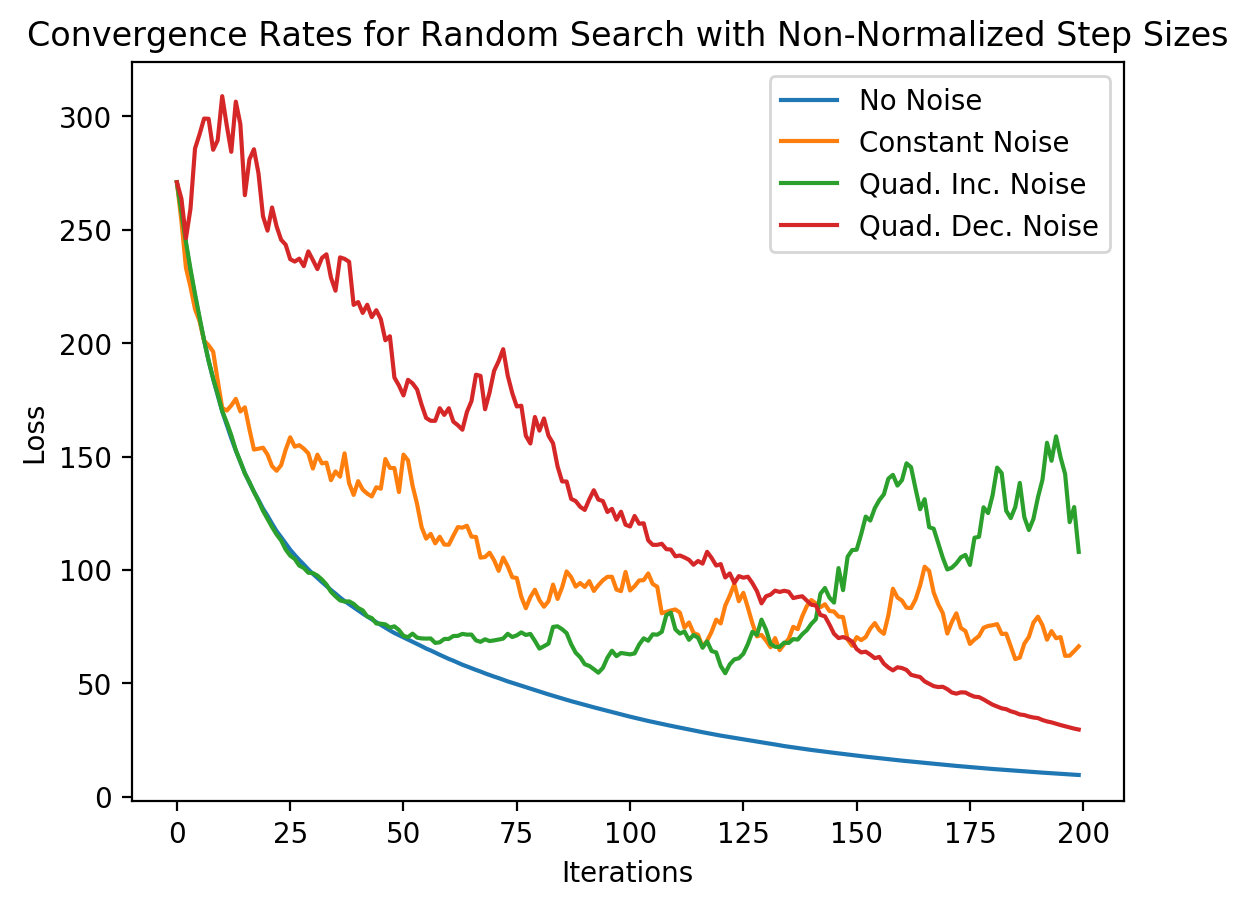 Convergence Rates for Random Search with Non-Normalized Step Sizes
No Noise
Constant Noise
Quad. Inc. Noise
Quad. Dec. Noise
Loss
300
250
200
150
100
50
0
0 25 50 75 100 125 150 175 200
Iterations